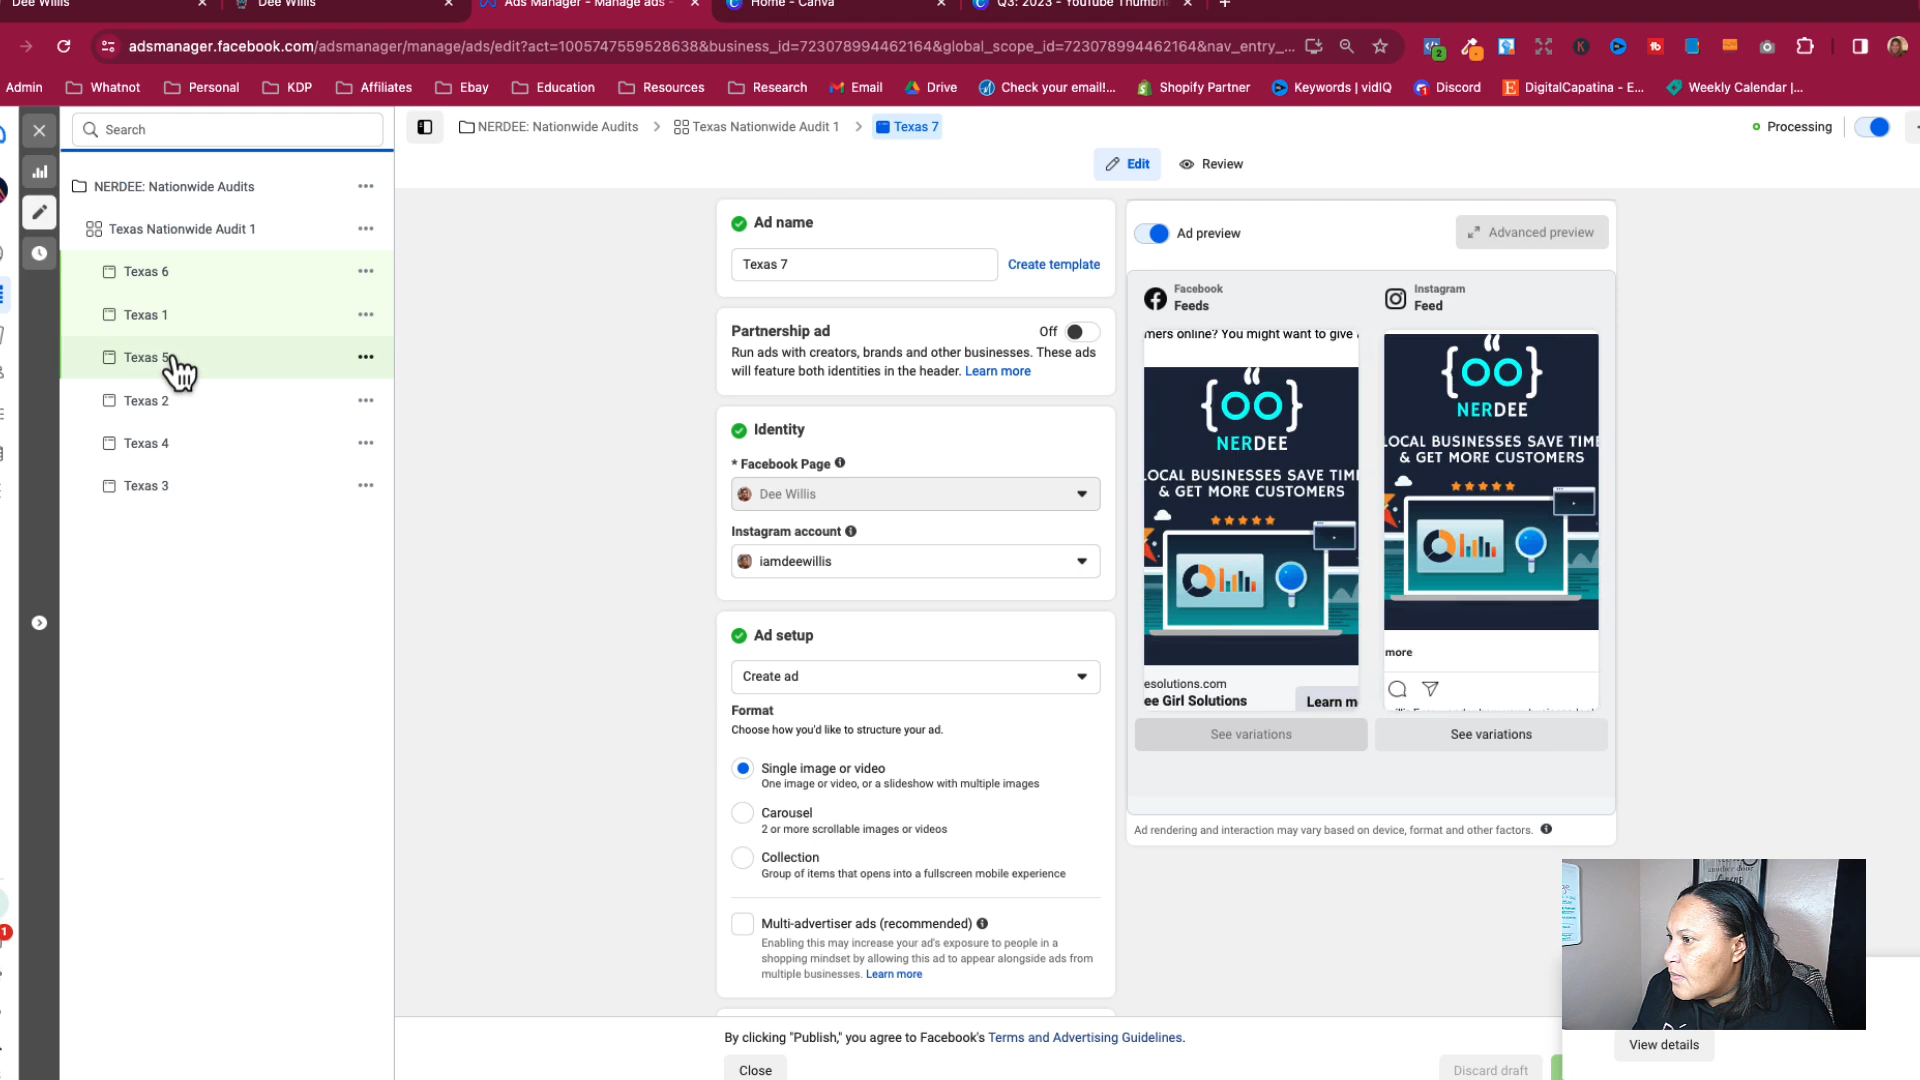 Dee Willis
Dee Willis
Ads Manager - Manage ads -
Home - Canva
Q3: 2023 - YouTube Thumbna
adsmanager.facebook.com/adsmanager/manage/ads/edit?act=1005747559528638&business_id=723078994462164&global_scope_id=723078994462164&nav_entry_...
2
Admin
Whatnot
Personal
KDP
Affiliates
Ebay
Education
Resources
Research
Email
Drive
Check your email!...
Shopify Partner
Keywords | vidIQ
Discord
DigitalCapatina - E...
Weekly Calendar |...
Search
NERDEE: Nationwide Audits
Texas Nationwide Audit 1
Texas 7
Processing
Edit
Review
NERDEE: Nationwide Audits
Texas Nationwide Audit 1
Texas 6
Texas 1
Texas 5
Texas 2
Texas 4
Texas 3
1
Ad name
Texas 7
Create template
Partnership ad
Off
Run ads with creators, brands and other businesses. These ads
will feature both identities in the header. Learn more
Identity
* Facebook Page
Dee Willis
Instagram account
iamdeewillis
Ad setup
Create ad
Format
Choose how you'd like to structure your ad.
Single image or video
One image or video, or a slideshow with multiple images
Carousel
2 or more scrollable images or videos
Collection
Group of items that opens into a fullscreen mobile experience
Multi-advertiser ads (recommended)
Enabling this may increase your ad's exposure to people in a
shopping mindset by allowing this ad to appear alongside ads from
multiple businesses. Learn more
Ad preview
Advanced preview
Facebook
Feeds
mers online? You might want to give
NERDEE
LOCAL BUSINESSES SAVE TIM
& GET MORE CUSTOMERS
esolutions.com
ee Girl Solutions
Learn m
See variations
Instagram
Feed
NERDEE
LOCAL BUSINESSES SAVE TIM
& GET MORE CUSTOMERS
more
See variations
Ad rendering and interaction may vary based on device, format and other factors.
By clicking "Publish," you agree to Facebook's Terms and Advertising Guidelines.
Close
Discard draft
View details